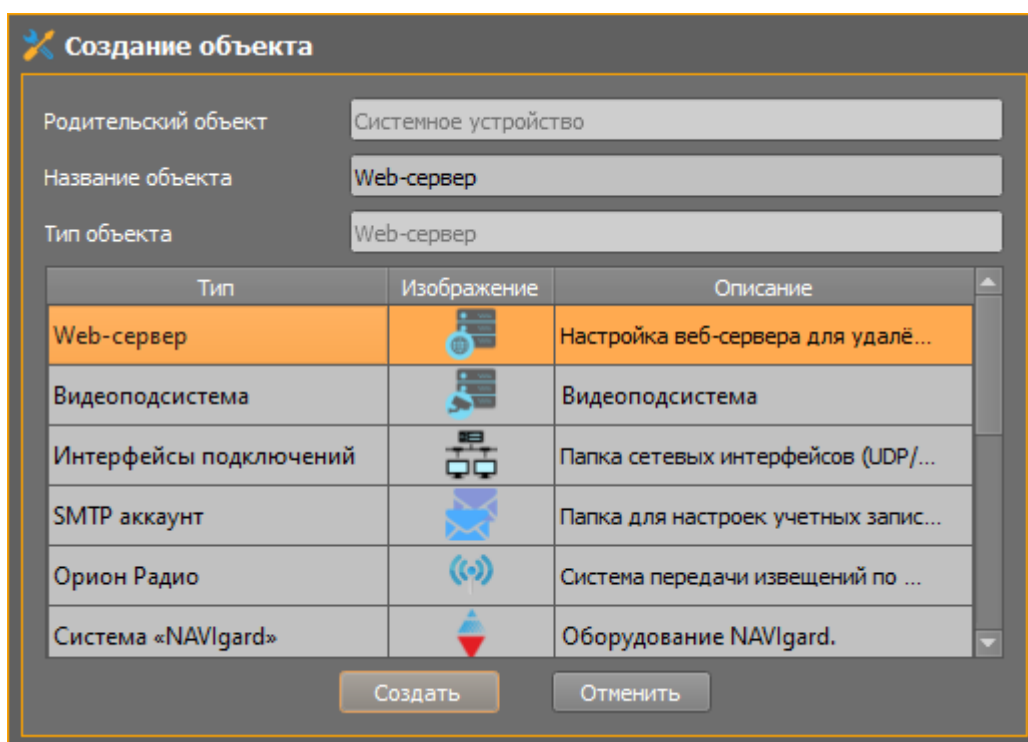 Создание объекта
Родительский объект Системное устройство
Название объекта Web-сервер
Тип объекта Web-сервер
Тип Изображение Описание
Web-сервер Настройка веб-сервера для удалё...
Видеоподсистема Видеоподсистема
Интерфейсы подключений Папка сетевых интерфейсов (UDP/...
SMTP аккаунт Папка для настроек учетных запис...
Орион Радио Система передачи извещений по ...
Система «NAVIgard» Оборудование NAVIgard.
Создать Отменить